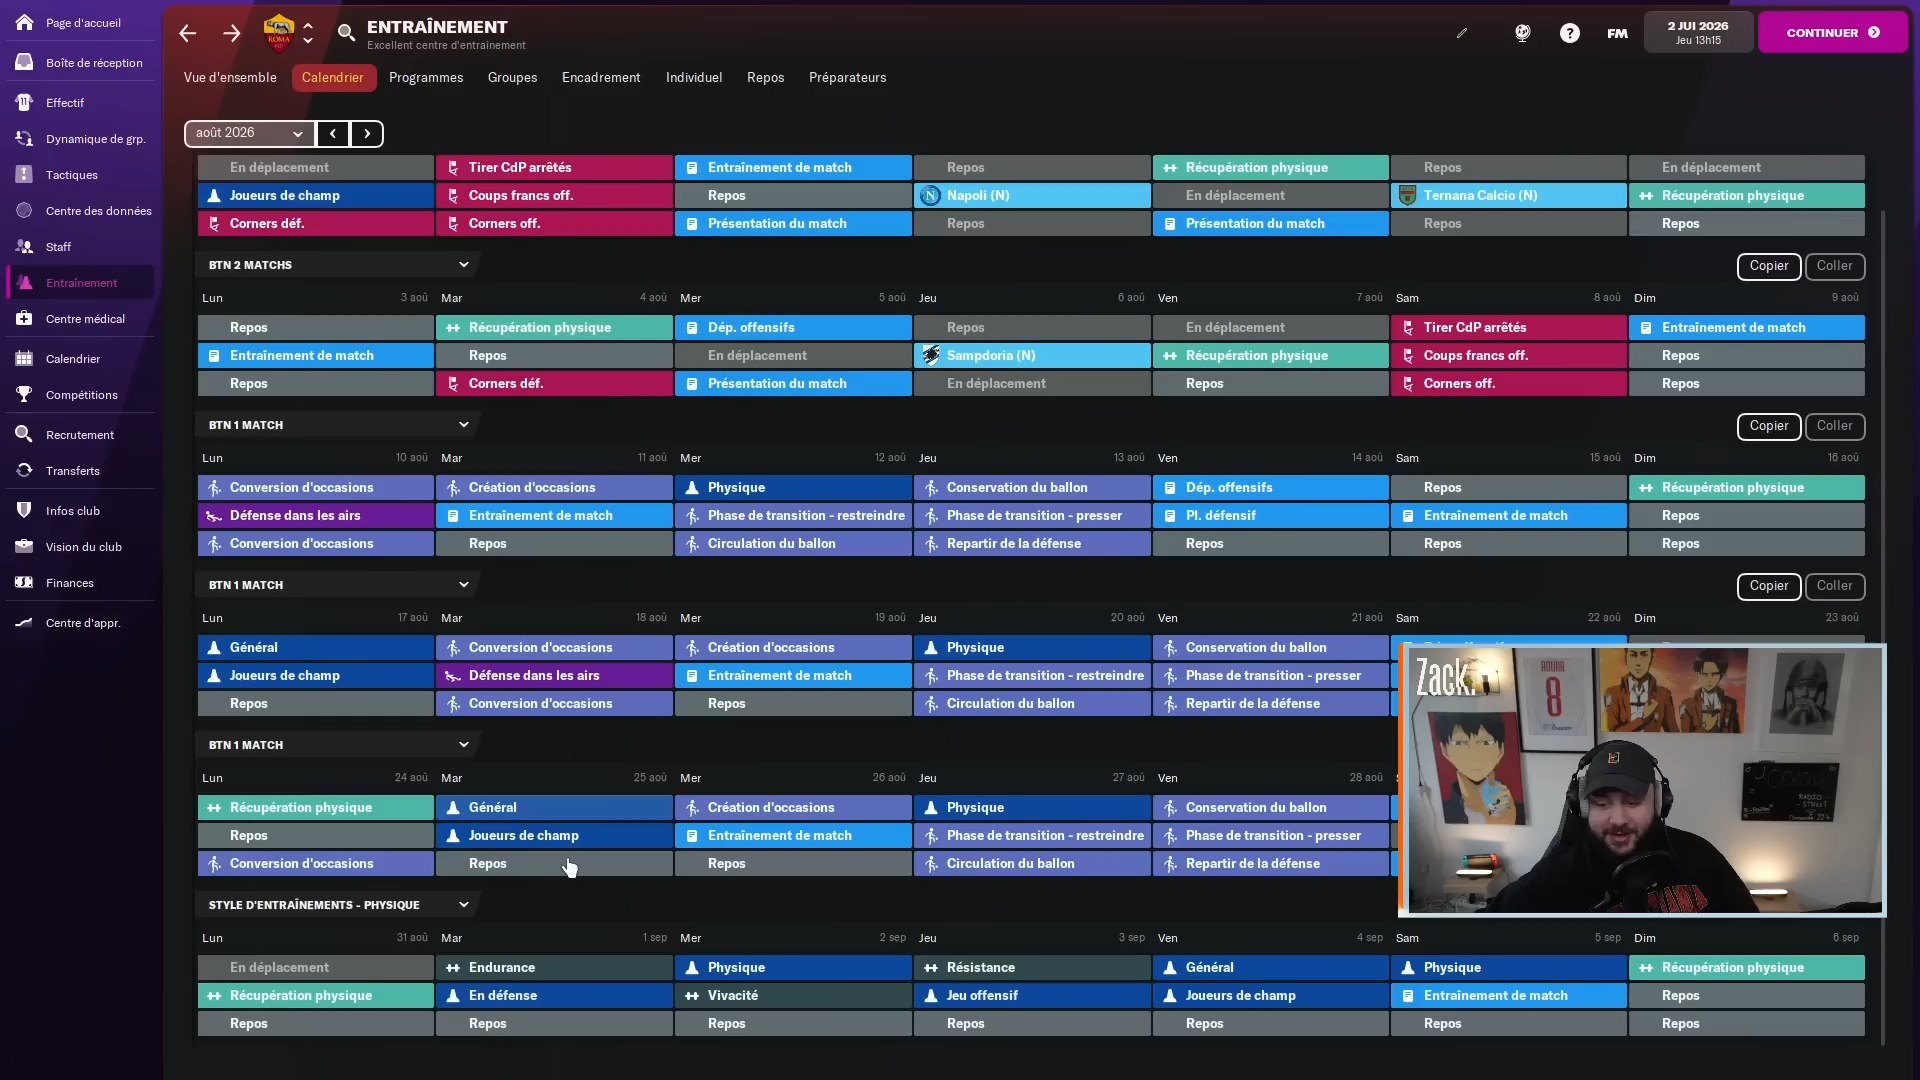 Page d'accueil
Boîte de réception
Effectif
Dynamique de grp.
Tactiques
Centre des données
Staff
Entraînement
Centre médical
Calendrier
Compétitions
Recrutement
Transferts
Infos club
Vision du club
Finances
Centre d'appr.
ROMA
ENTRAÎNEMENT
Excellent centre d'entrainement
FM
2 JUI 2026
Jeu 13h15
CONTINUER
Vue d'ensemble Calendrier Programmes Groupes Encadrement Individuel Repos Préparateurs
août 2026
En déplacement Tirer CdP arrêtés Entraînement de match Repos Récupération physique Repos En déplacement
Joueurs de champ Coups francs off. Repos Napoli (N) En déplacement Ternana Calcio (N) Récupération physique
Corners déf. Corners off. Présentation du match Repos Présentation du match Repos Repos
BTN 2 MATCHS Copier Coller
Lun 3 aoû Mar 4 aoû Mer 5 aoû Jeu 6 aoû Ven 7 aoû Sam 8 aoû Dim 9 aoû
Repos Récupération physique Dép. offensifs Repos En déplacement Tirer CdP arrêtés Entraînement de match
Entraînement de match Repos En déplacement Sampdoria (N) Récupération physique Coups francs off. Repos
Repos Corners déf. Présentation du match En déplacement Repos Corners off. Repos
BTN 1 MATCH Copier Coller
Lun 10 aoû Mar 11 aoû Mer 12 aoû Jeu 13 aoû Ven 14 aoû Sam 15 aoû Dim 16 aoû
Conversion d'occasions Création d'occasions Physique Conservation du ballon Dép. offensifs Repos Récupération physique
Défense dans les airs Entraînement de match Phase de transition - restreindre Phase de transition - presser Pl. défensif Entraînement de match Repos
Conversion d'occasions Repos Circulation du ballon Repartir de la défense Repos Repos Repos
BTN 1 MATCH Copier Coller
Lun 17 aoû Mar 18 aoû Mer 19 aoû Jeu 20 aoû Ven 21 aoû Sam 22 aoû Dim 23 aoû
Général Conversion d'occasions Création d'occasions Physique Conservation du ballon
Joueurs de champ Défense dans les airs Entraînement de match Phase de transition - restreindre Phase de transition - presser
Repos Conversion d'occasions Repos Circulation du ballon Repartir de la défense
BTN 1 MATCH
Lun 24 aoû Mar 25 aoû Mer 26 aoû Jeu 27 aoû Ven 28 aoû
Récupération physique Général Création d'occasions Physique Conservation du ballon
Repos Joueurs de champ Entraînement de match Phase de transition - restreindre Phase de transition - presser
Conversion d'occasions Repos Repos Circulation du ballon Repartir de la défense
STYLE D'ENTRAÎNEMENTS - PHYSIQUE
Lun 31 aoû Mar 1 sep Mer 2 sep Jeu 3 sep Ven 4 sep Sam 5 sep Dim 6 sep
En déplacement Endurance Physique Résistance Général Physique Récupération physique
Récupération physique En défense Vivacité Jeu offensif Joueurs de champ Entraînement de match Repos
Repos Repos Repos Repos Repos Repos Repos
Zack.
AOUAR
8